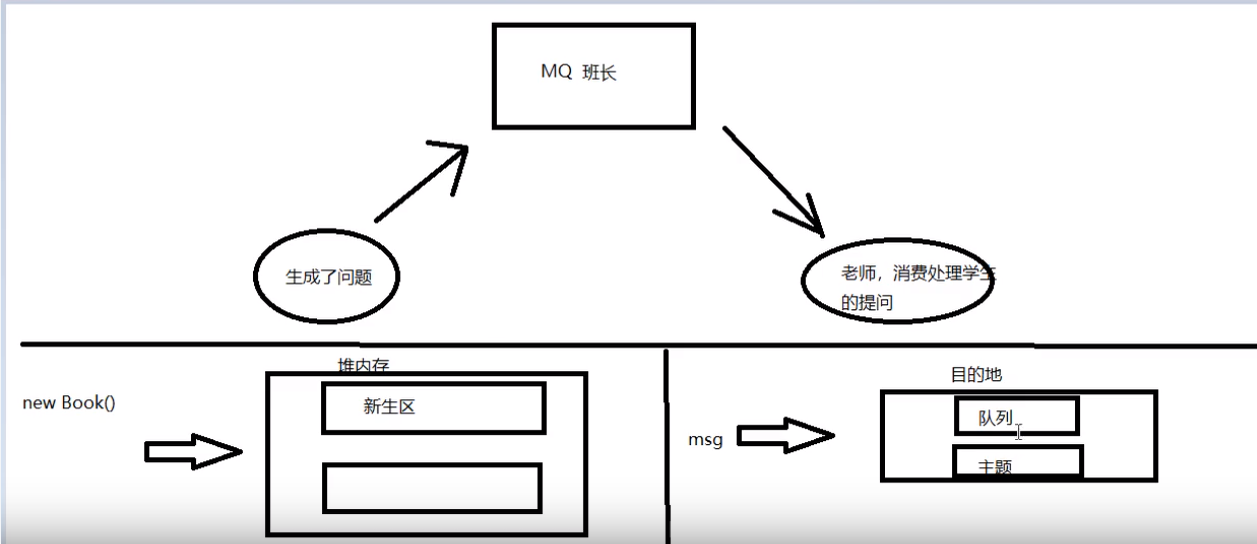 MQ 班长
生成了问题
老师，消费处理学生
的提问
堆内存
new Book()
新生区
目的地
msg
队列
主题